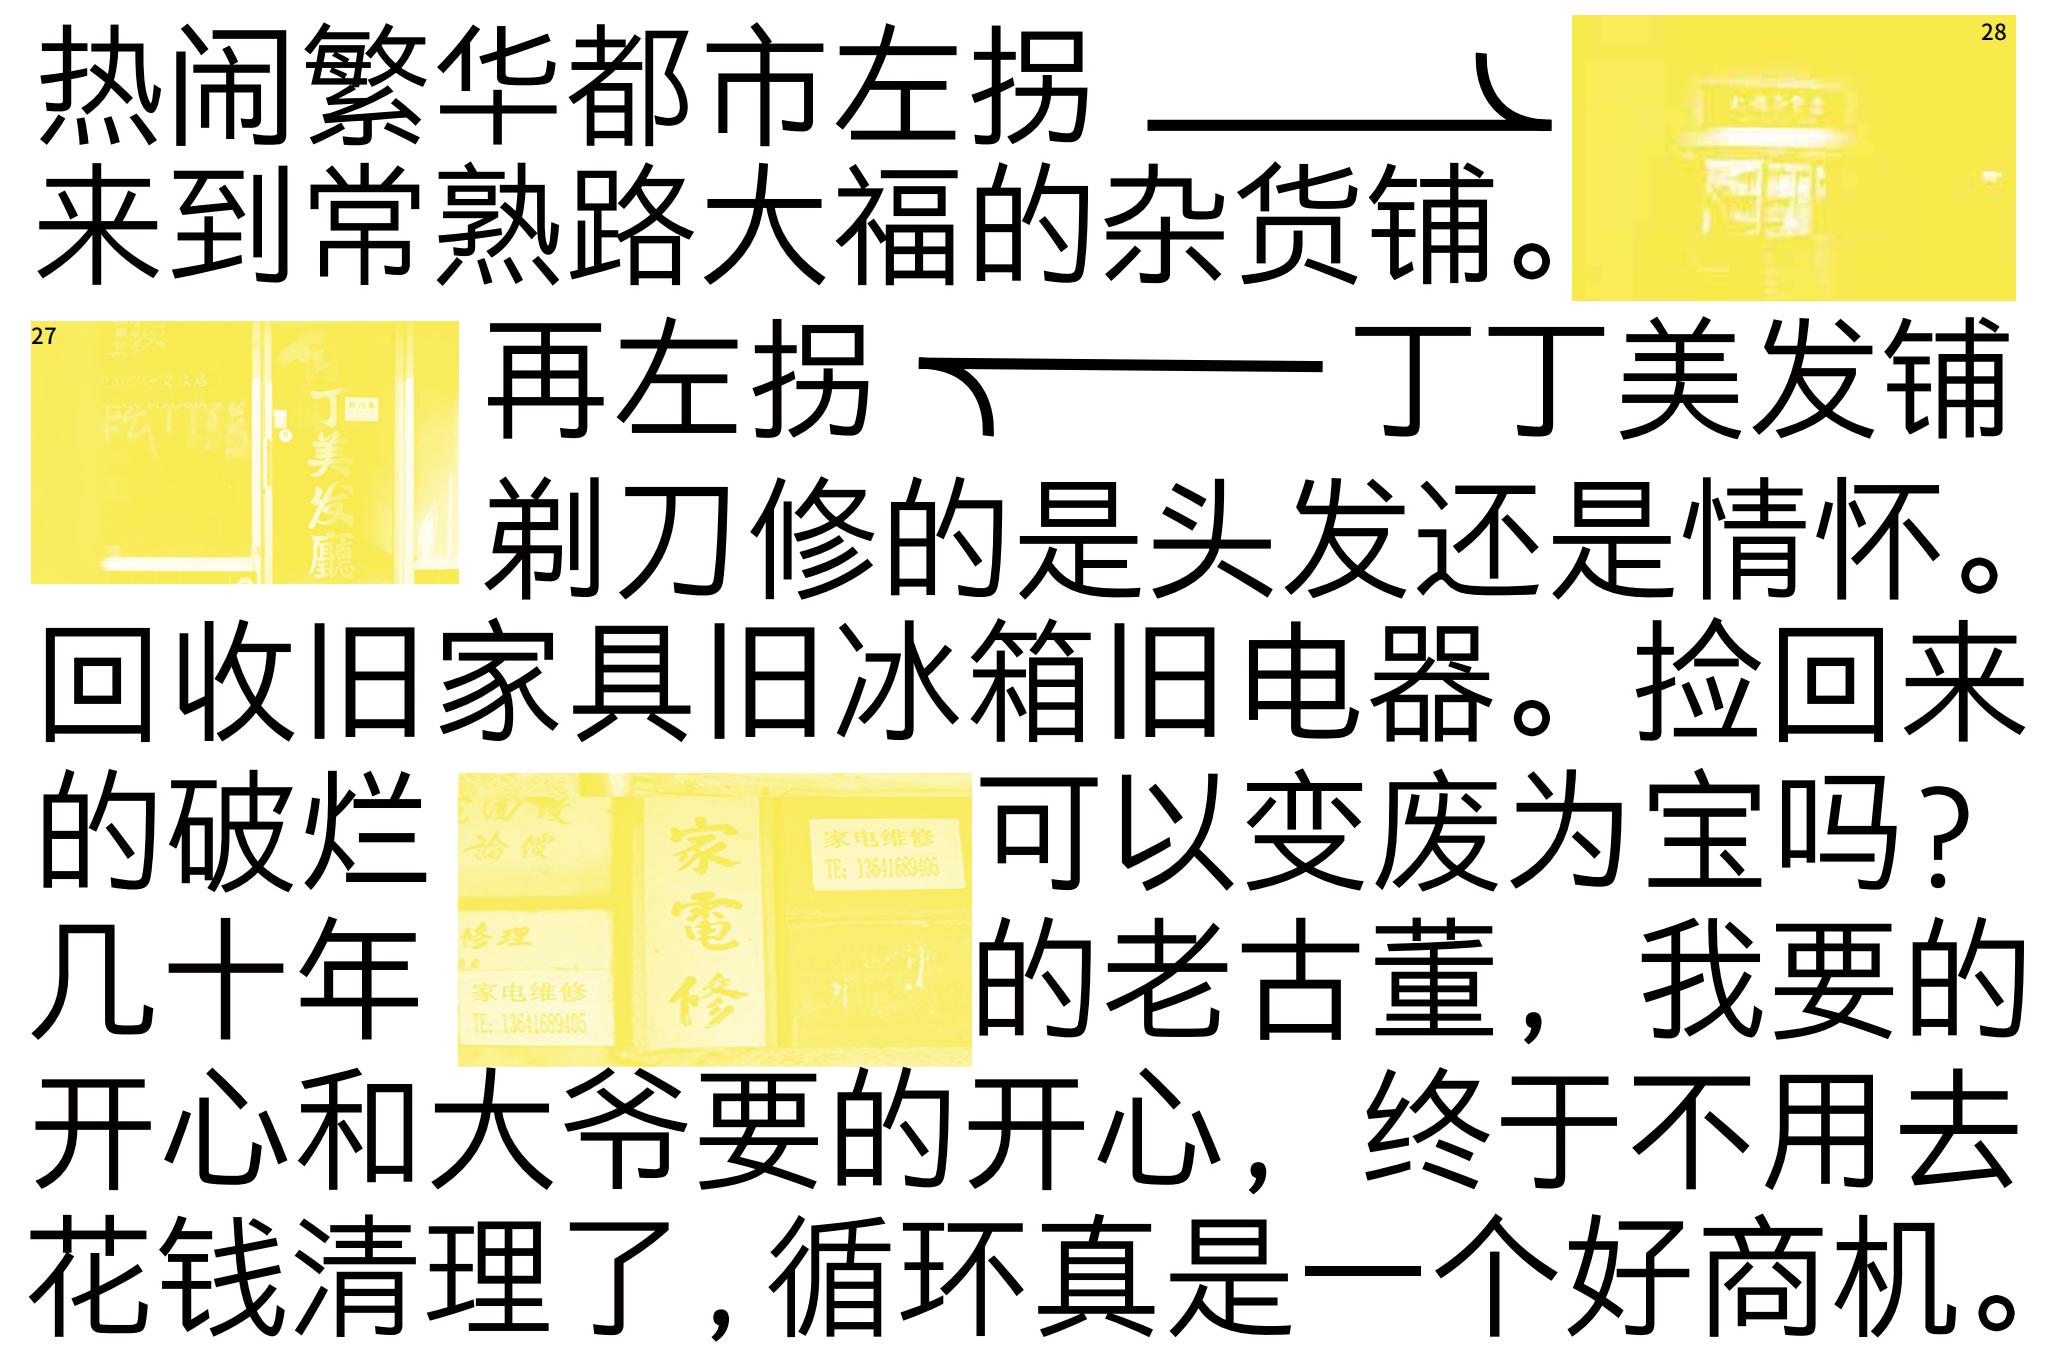 热闹繁华都市左拐
28
来到常熟路大福的杂货铺。
27
再左拐 丁丁美发铺
丁美发廳
剃刀修的是头发还是情怀。
回收旧家具旧冰箱旧电器。捡回来
的破烂 可以变废为宝吗?
家電修
家电维修
TE: 13641689405
修理
家电维修
TE: 13641689405
几十年 的老古董，我要的
开心和大爷要的开心，终于不用去
花钱清理了,循环真是一个好商机。